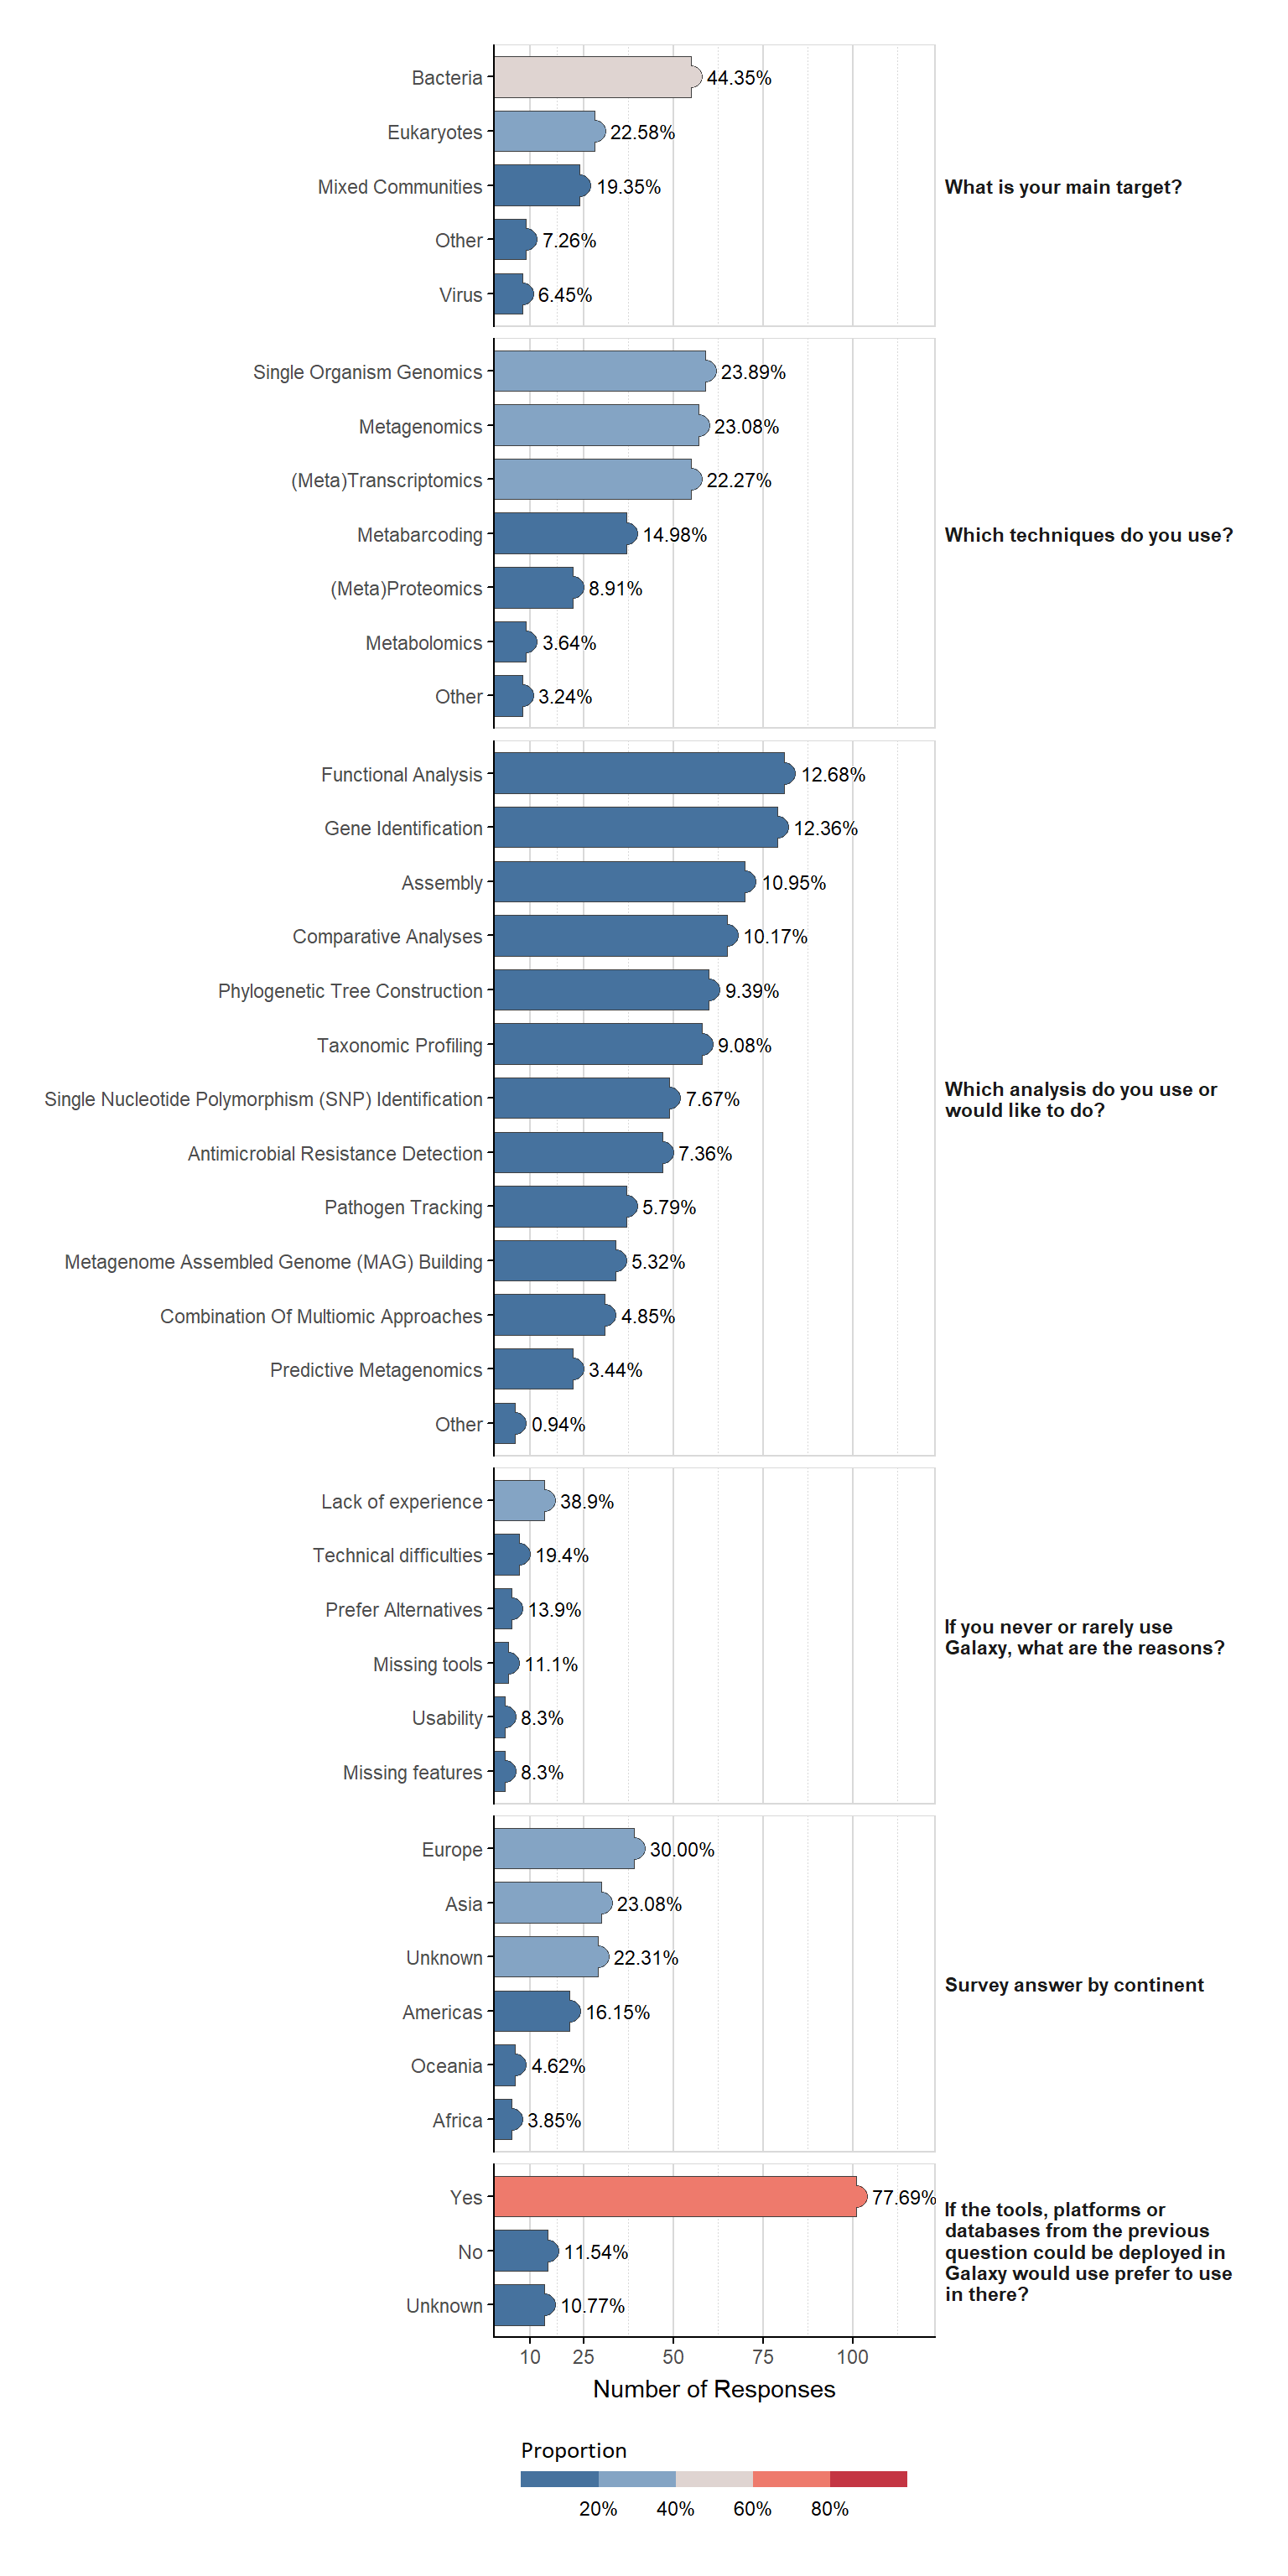 Bacteria 44.35%
Eukaryotes 22.58%
Mixed Communities 19.35%
What is your main target?
Other 7.26%
Virus 6.45%
Single Organism Genomics 23.89%
Metagenomics 23.08%
(Meta)Transcriptomics 22.27%
Metabarcoding 14.98%
Which techniques do you use?
(Meta)Proteomics 8.91%
Metabolomics 3.64%
Other 3.24%
Functional Analysis 12.68%
Gene Identification 12.36%
Assembly 10.95%
Comparative Analyses 10.17%
Phylogenetic Tree Construction 9.39%
Taxonomic Profiling 9.08%
Single Nucleotide Polymorphism (SNP) Identification 7.67%
Which analysis do you use or
would like to do?
Antimicrobial Resistance Detection 7.36%
Pathogen Tracking 5.79%
Metagenome Assembled Genome (MAG) Building 5.32%
Combination Of Multiomic Approaches 4.85%
Predictive Metagenomics 3.44%
Other 0.94%
Lack of experience 38.9%
Technical difficulties 19.4%
Prefer Alternatives 13.9%
If you never or rarely use
Galaxy, what are the reasons?
Missing tools 11.1%
Usability 8.3%
Missing features 8.3%
Europe 30.00%
Asia 23.08%
Unknown 22.31%
Survey answer by continent
Americas 16.15%
Oceania 4.62%
Africa 3.85%
Yes 77.69%
No 11.54%
Unknown 10.77%
If the tools, platforms or
databases from the previous
question could be deployed in
Galaxy would use prefer to use
in there?
10 25 50 75 100
Number of Responses
Proportion
20% 40% 60% 80%